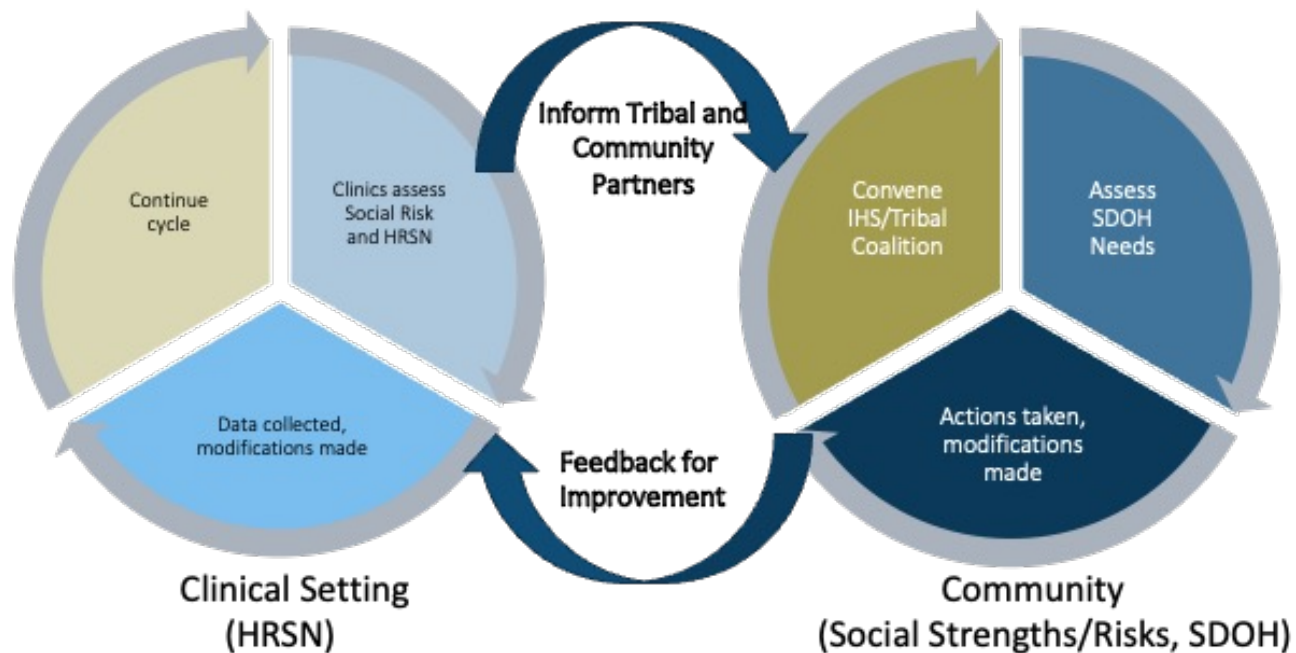 Continue
cycle
Clinics assess
Social Risk
and HRSN
Data collected,
modifications made
Clinical Setting
(HRSN)
Inform Tribal and
Community
Partners
Feedback for
Improvement
Convene
IHS/Tribal
Coalition
Assess
SDOH
Needs
Actions taken,
modifications
made
Community
(Social Strengths/Risks, SDOH)